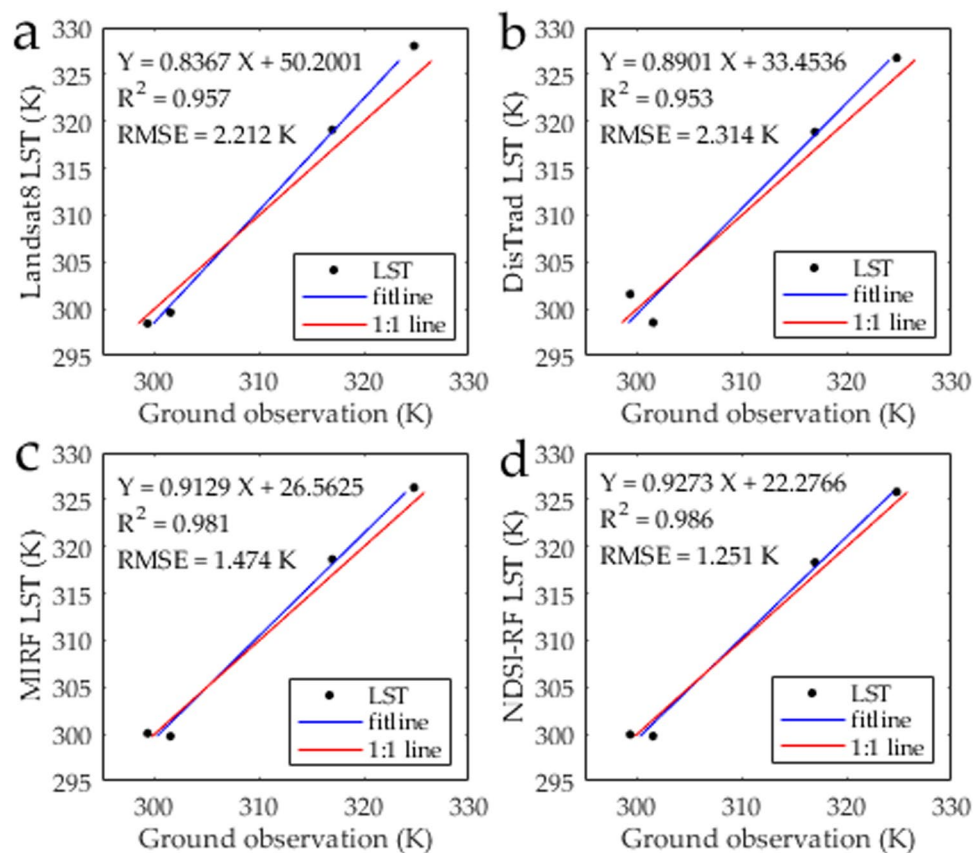 a
Y = 0.8367 X + 50.2001
R² = 0.957
RMSE = 2.212 K
330
325
320
315
310
305
300
295
Landsat8 LST (K)
LST
fitline
1:1 line
300 310 320 330
Ground observation (K)
b
Y = 0.8901 X + 33.4536
R² = 0.953
RMSE = 2.314 K
330
325
320
315
310
305
300
295
DisTrad LST (K)
LST
fitline
1:1 line
300 310 320 330
Ground observation (K)
c
Y = 0.9129 X + 26.5625
R² = 0.981
RMSE = 1.474 K
330
325
320
315
310
305
300
295
MIRF LST (K)
LST
fitline
1:1 line
300 310 320 330
Ground observation (K)
d
Y = 0.9273 X + 22.2766
R² = 0.986
RMSE = 1.251 K
330
325
320
315
310
305
300
295
NDSI-RF LST (K)
LST
fitline
1:1 line
300 310 320 330
Ground observation (K)